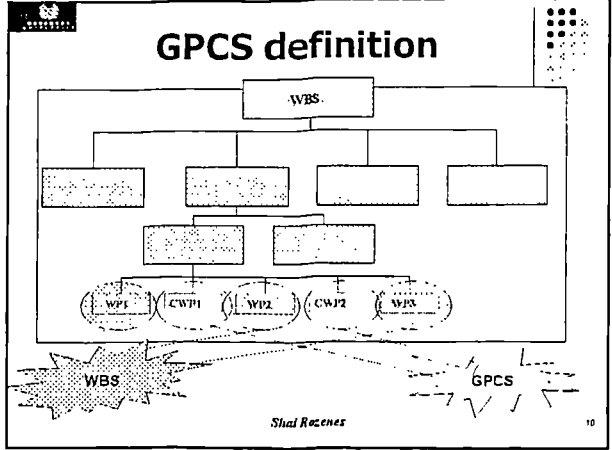 GPCS definition
WBS
WP1 CWP1 WP2 CWP2 WP3
WBS
GPCS
Shai Rozenes
10